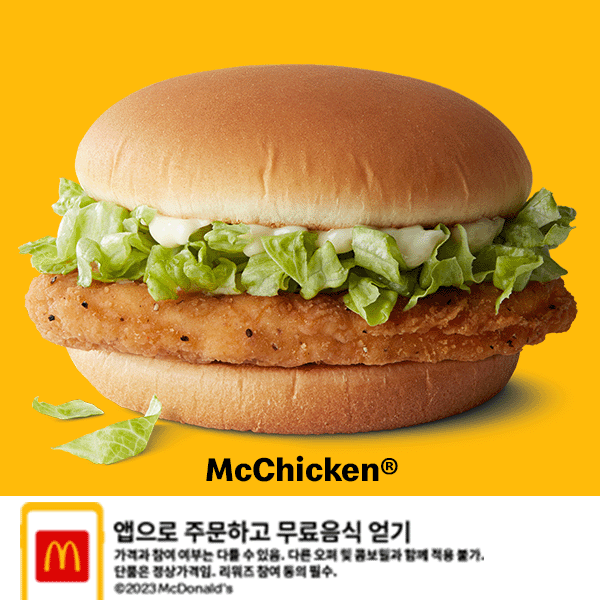 McChicken®
앱으로 주문하고 무료음식 얻기
가격과 참여 여부는 다를 수 있음. 다른 오퍼 및 콤보밀과 함께 적용 불가.
단품은 정상가격임. 리워즈 참여 동의 필수.
©2023 McDonald's